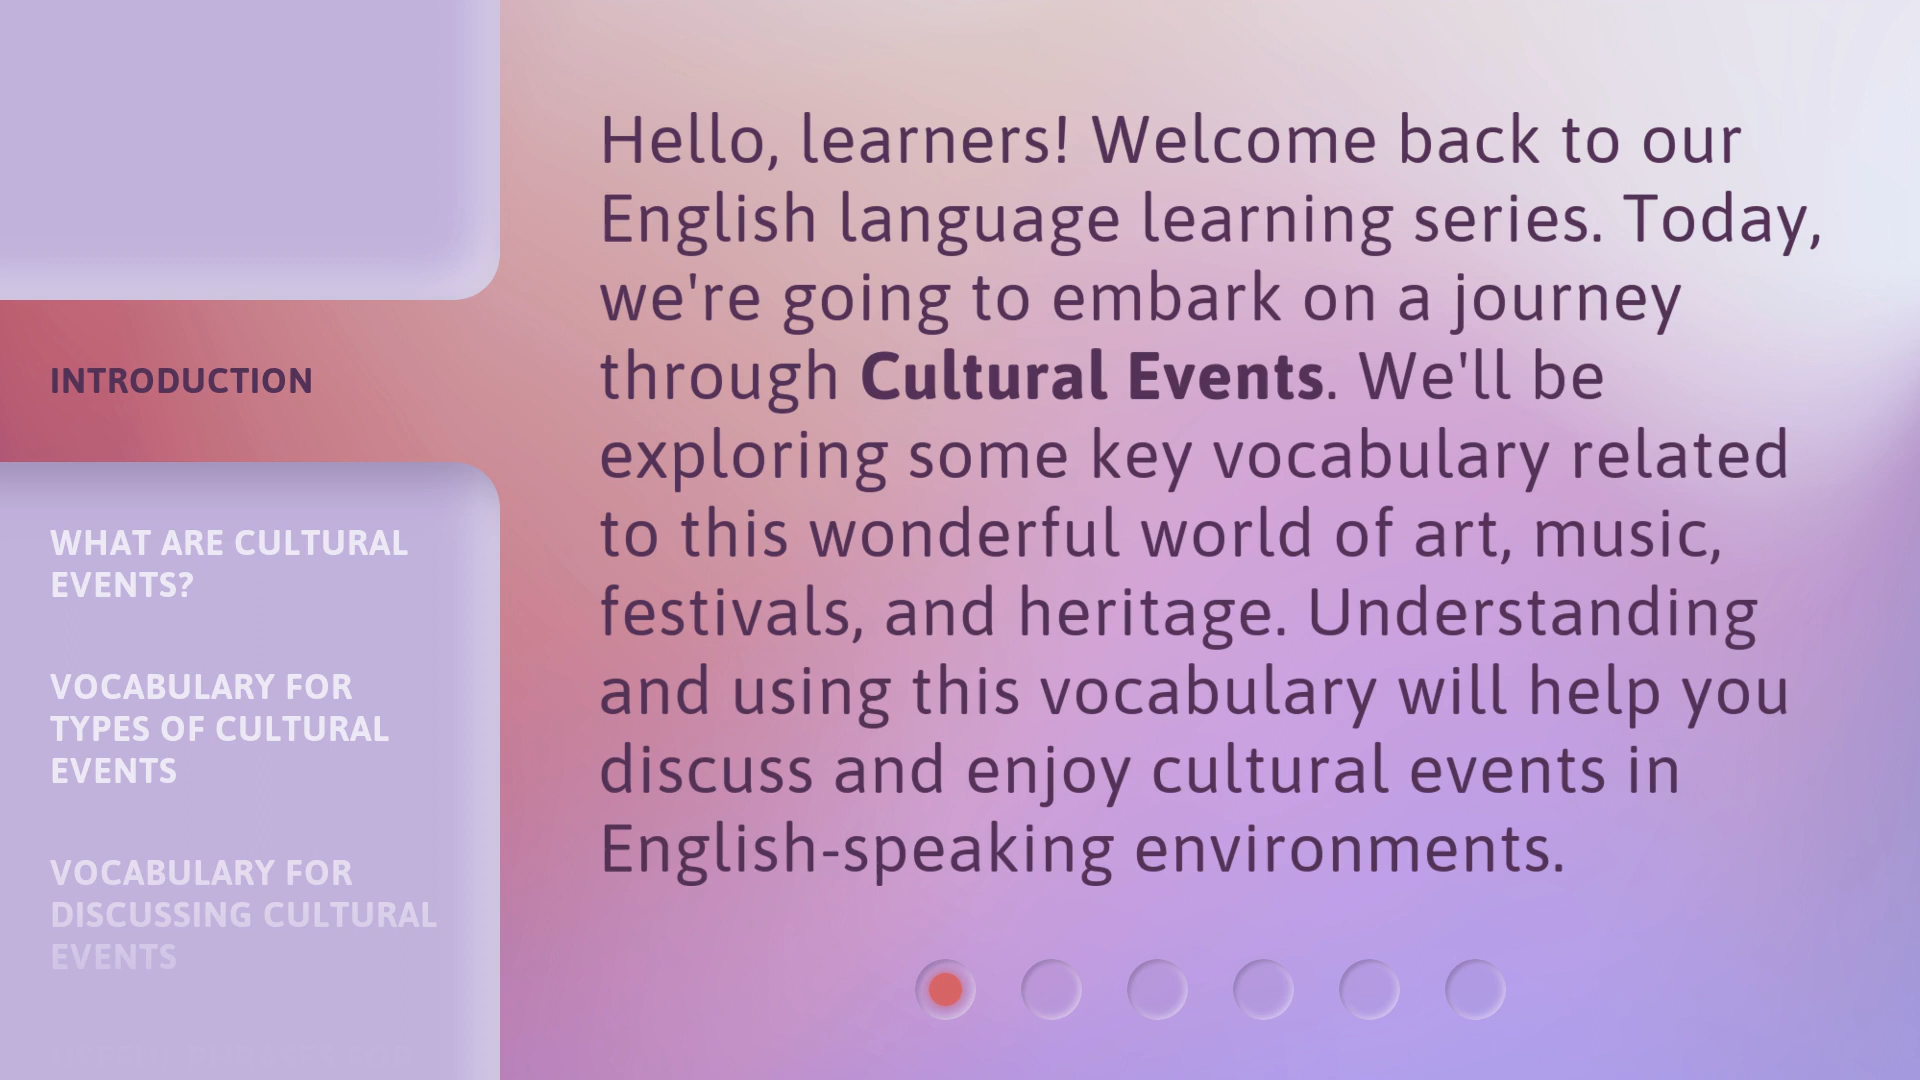 INTRODUCTION
WHAT ARE CULTURAL
EVENTS?
VOCABULARY FOR
TYPES OF CULTURAL
EVENTS
VOCABULARY FOR
DISCUSSING CULTURAL
EVENTS
Hello, learners! Welcome back to our
English language learning series. Today,
we're going to embark on a journey
through Cultural Events. We'll be
exploring some key vocabulary related
to this wonderful world of art, music,
festivals, and heritage. Understanding
and using this vocabulary will help you
discuss and enjoy cultural events in
English-speaking environments.